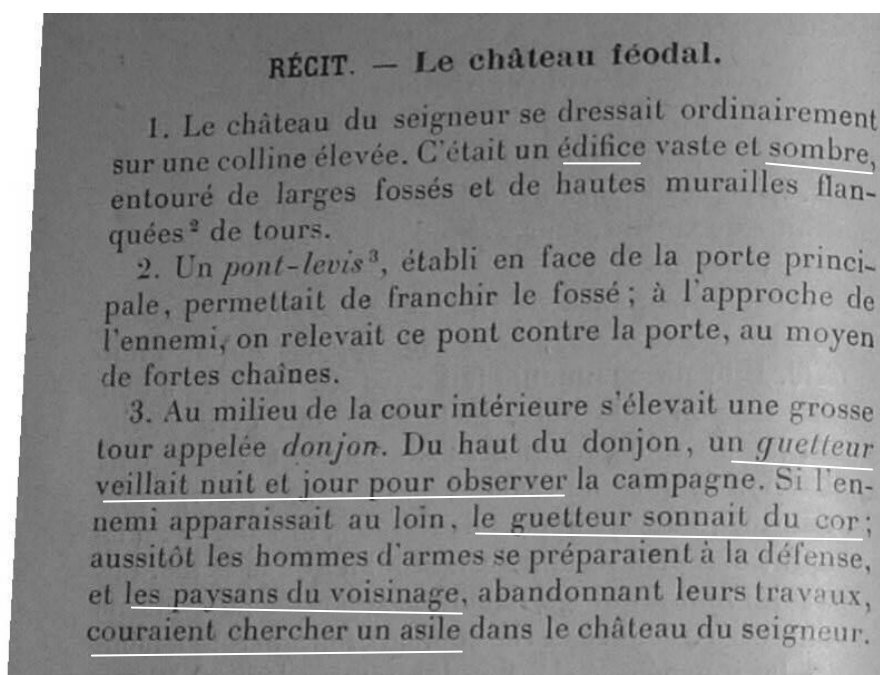 RÉCIT. — Le château féodal.
1. Le château du seigneur se dressait ordinairement
sur une colline élevée. C'était un édifice vaste et sombre,
entouré de larges fossés et de hautes murailles flan-
quées² de tours.
2. Un pont-levis³, établi en face de la porte princi-
pale, permettait de franchir le fossé ; à l'approche de
l'ennemi, on relevait ce pont contre la porte, au moyen
de fortes chaînes.
3. Au milieu de la cour intérieure s'élevait une grosse
tour appelée donjon. Du haut du donjon, un guetteur
veillait nuit et jour pour observer la campagne. Si l'en-
nemi apparaissait au loin, le guetteur sonnait du cor ;
aussitôt les hommes d'armes se préparaient à la défense,
et les paysans du voisinage, abandonnant leurs travaux,
couraient chercher un asile dans le château du seigneur.